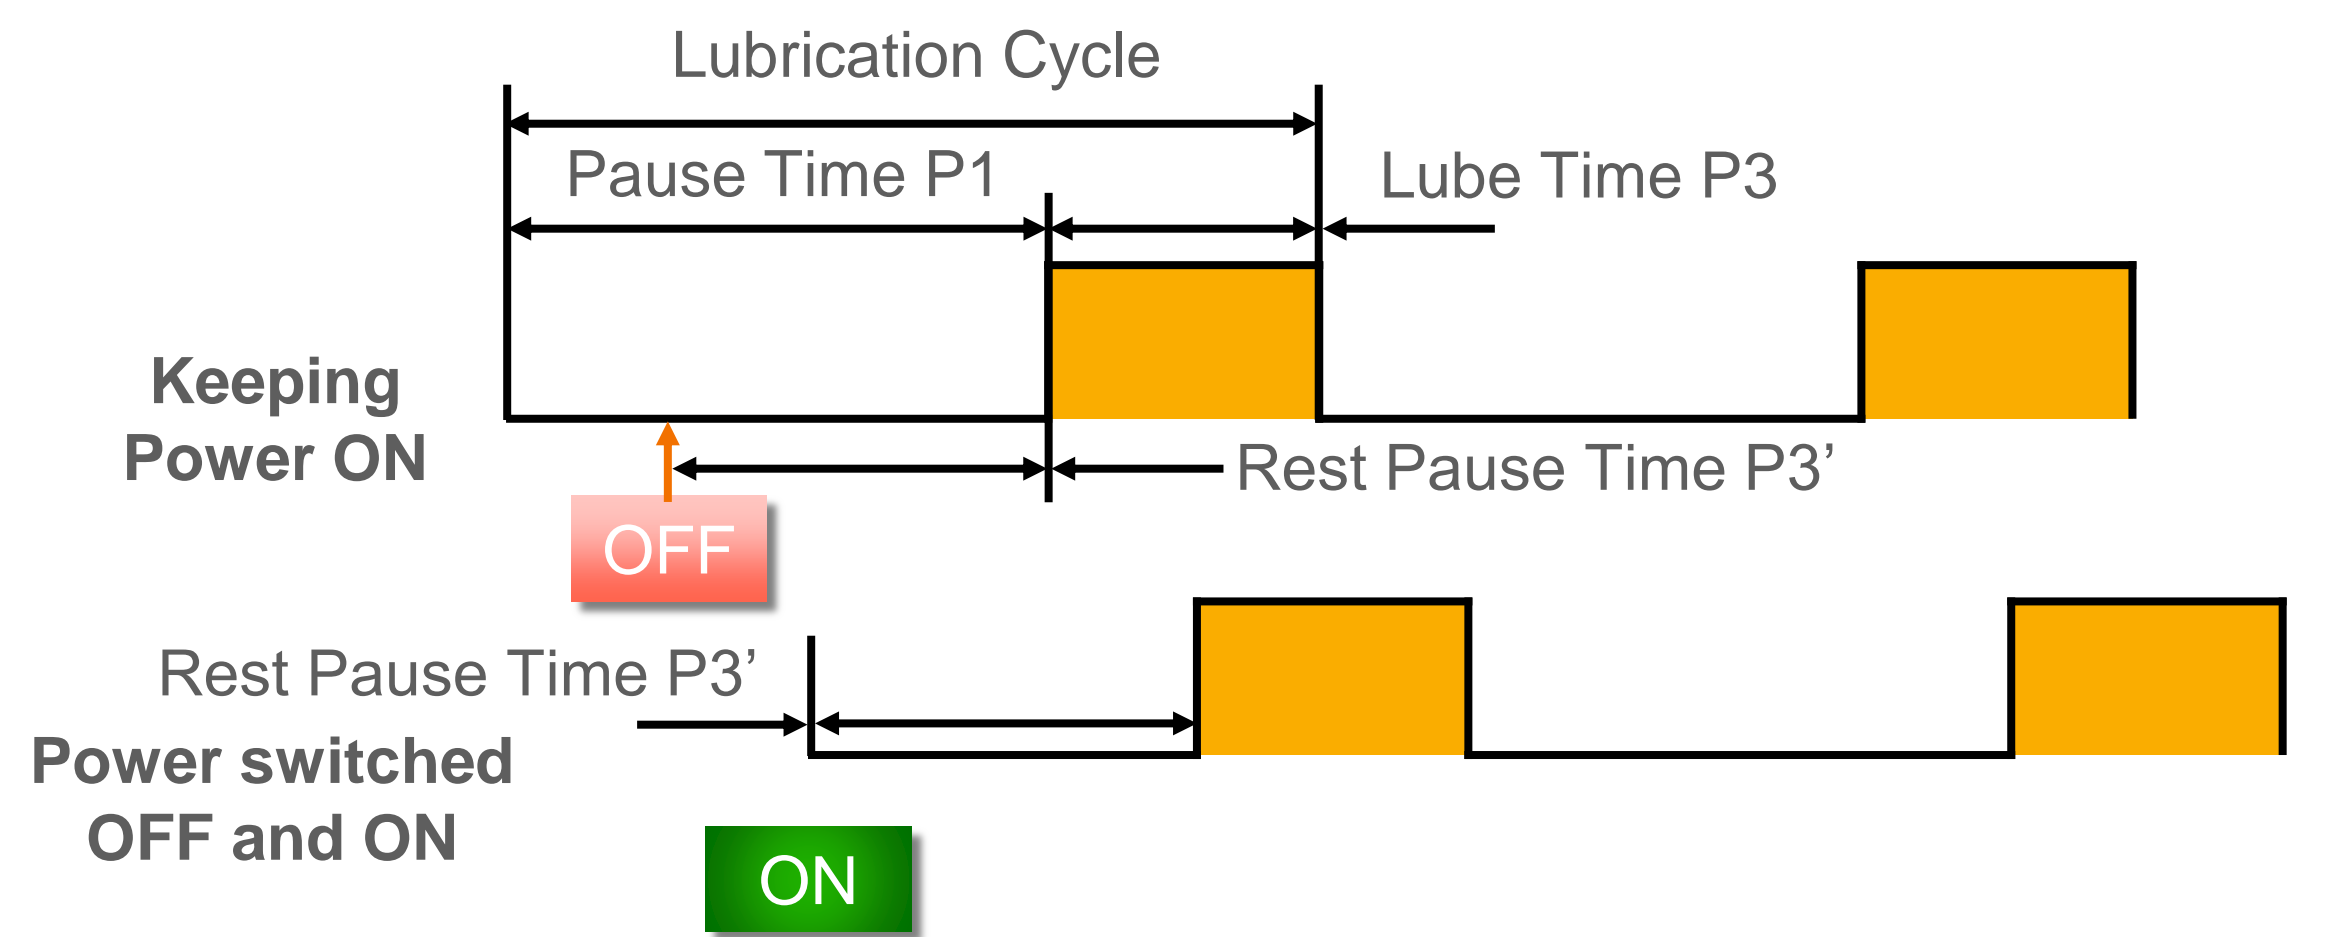 Lubrication Cycle
Pause Time P1
Lube Time P3
Keeping
Power ON
Rest Pause Time P3’
OFF
Rest Pause Time P3’
Power switched
OFF and ON
ON